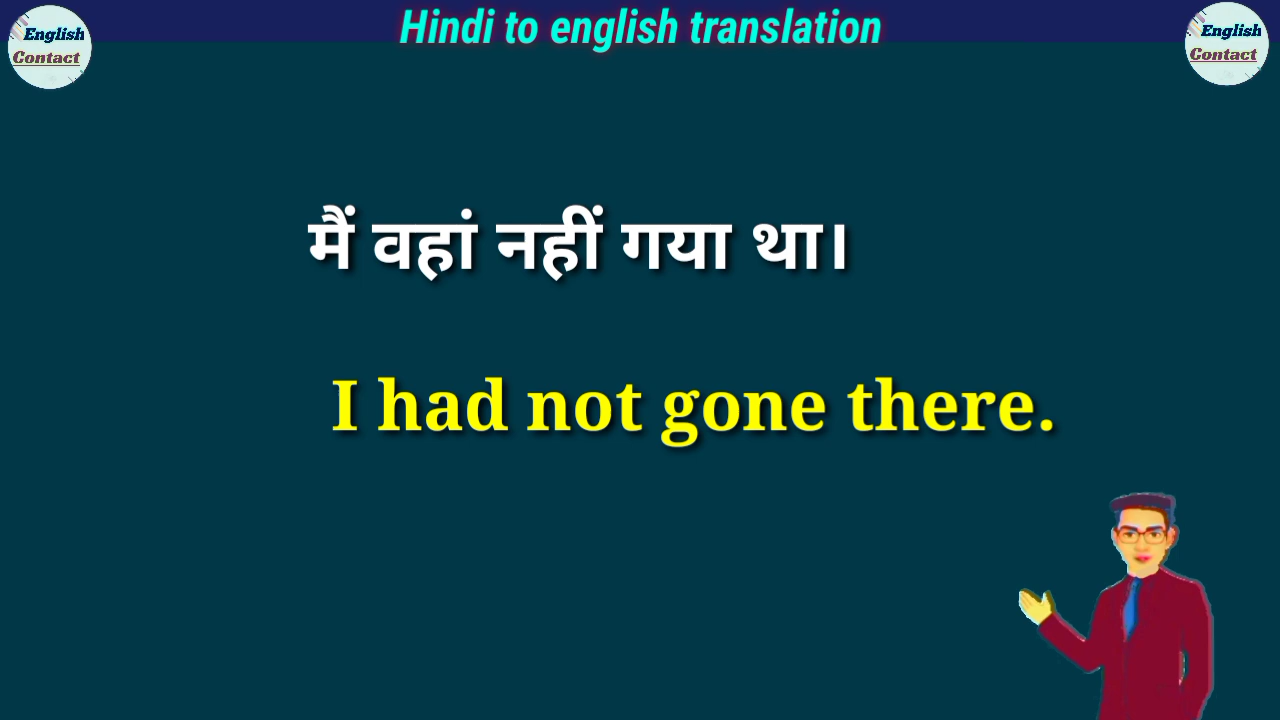 English
Contact
Hindi to english translation
English
Contact
मैं वहां नहीं गया था।
I had not gone there.